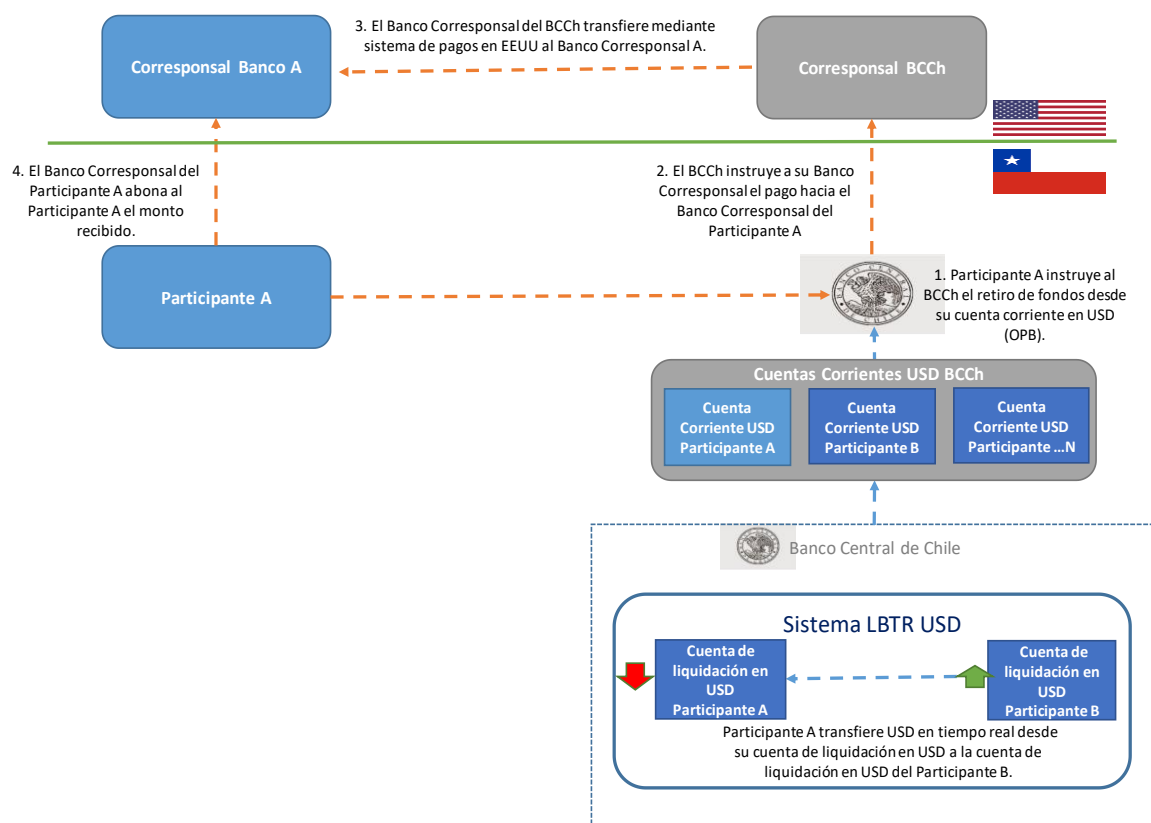 3. El Banco Corresponsal del BCCh transfiere mediante
sistema de pagos en EEUU al Banco Corresponsal A.
Corresponsal Banco A
Corresponsal BCCh
4. El Banco Corresponsal del
Participante A abona al
Participante A el monto
recibido.
2. El BCCh instruye a su Banco
Corresponsal el pago hacia el
Banco Corresponsal del
Participante A
Participante A
BANCO CENTRAL
DE CHILE
1. Participante A instruye al
BCCh el retiro de fondos desde
su cuenta corriente en USD
(OPB).
Cuentas Corrientes USD BCCh
Cuenta
Corriente USD
Participante A
Cuenta
Corriente USD
Participante B
Cuenta
Corriente USD
Participante ...N
Banco Central de Chile
Sistema LBTR USD
Cuenta de
liquidación en
USD
Participante A
Cuenta de
liquidación en
USD
Participante B
Participante A transfiere USD en tiempo real desde
su cuenta de liquidación en USD a la cuenta de
liquidación en USD del Participante B.